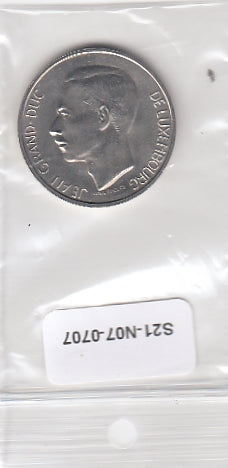 JEAN GRAND-DUC DE LUXEMBOURG
S21-N07-0707